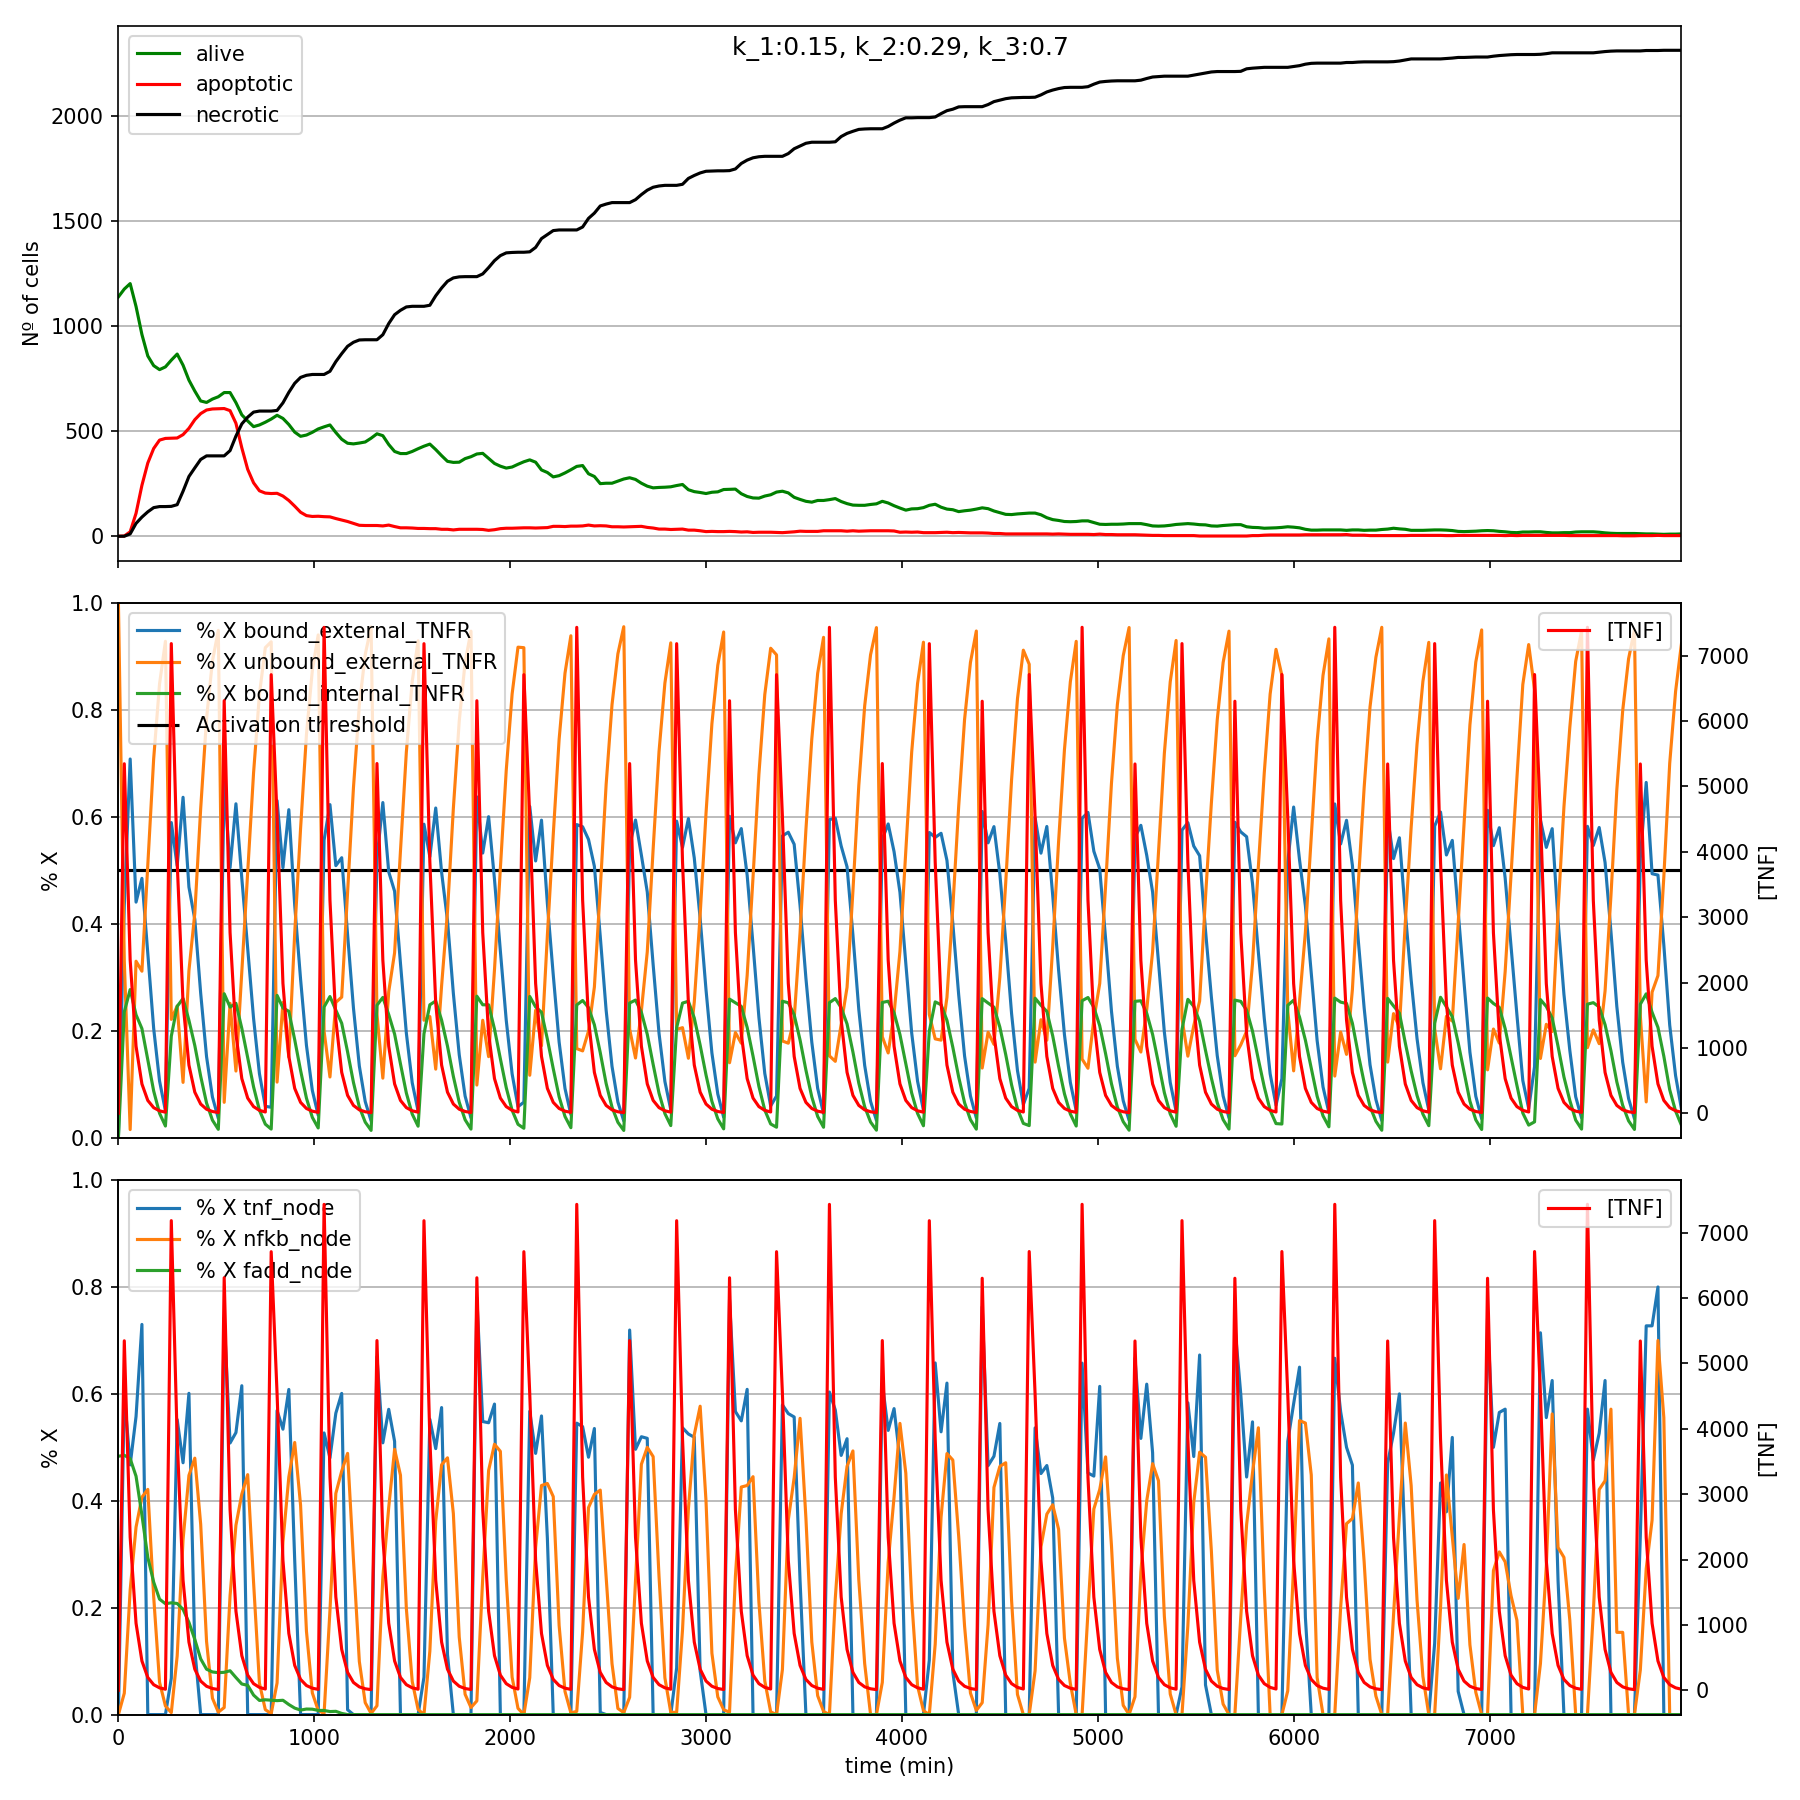 k_1:0.15, k_2:0.29, k_3:0.7
alive
apoptotic
necrotic
2000
1500
1000
500
0
Nº of cells
% X bound_external_TNFR
% X unbound_external_TNFR
% X bound_internal_TNFR
Activation threshold
[TNF]
1.0
0.8
0.6
0.4
0.2
0.0
% X
7000
6000
5000
4000
3000
2000
1000
0
[TNF]
% X tnf_node
% X nfkb_node
% X fadd_node
[TNF]
1.0
0.8
0.6
0.4
0.2
0.0
% X
7000
6000
5000
4000
3000
2000
1000
0
[TNF]
0 1000 2000 3000 4000 5000 6000 7000
time (min)